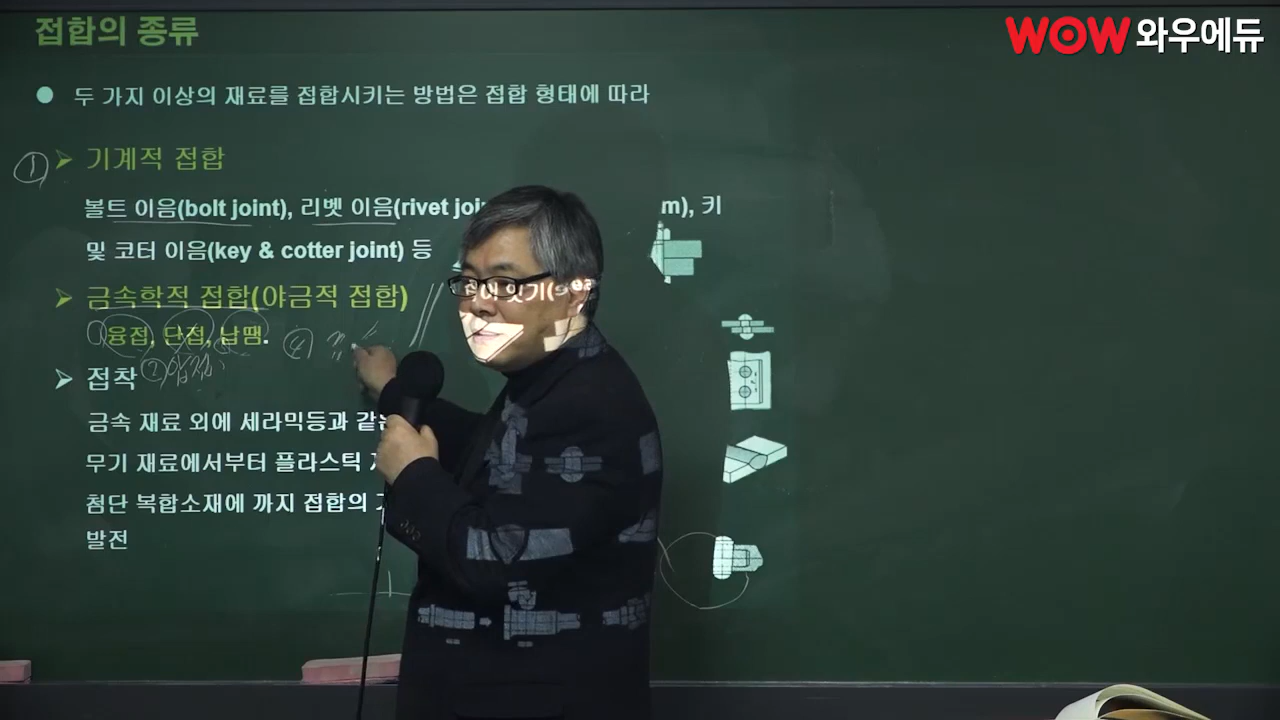 접합의 종류
WOW 와우에듀
● 두 가지 이상의 재료를 접합시키는 방법은 접합 형태에 따라
① ➢ 기계적 접합
볼트 이음(bolt joint), 리벳 이음(rivet joi m), 키
및 코터 이음(key & cotter joint) 등
➢ 금속학적 접합(야금적 접합)
융접, 단접, 납땜.
② 압접
➢ 접착
금속 재료 외에 세라믹등과 같은
무기 재료에서부터 플라스틱
첨단 복합소재에 까지 접합의
발전